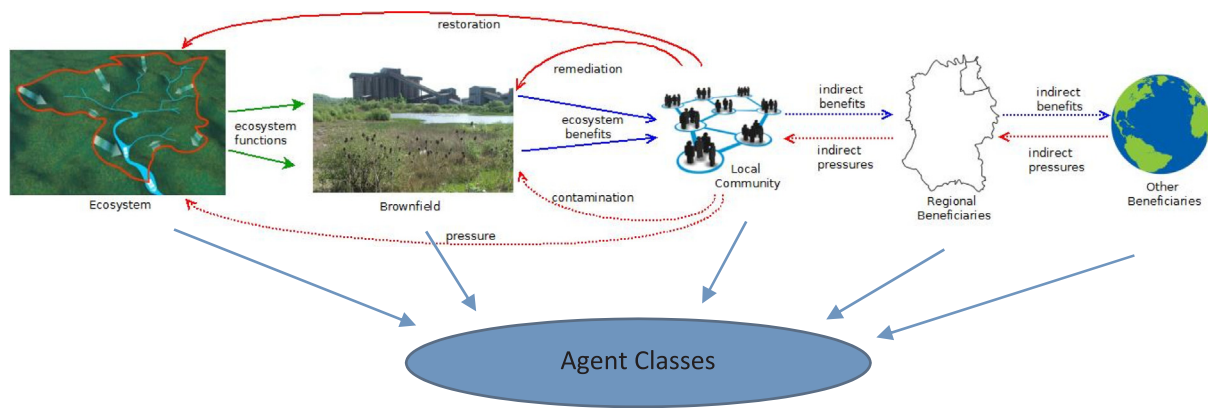 restoration
remediation
ecosystem
functions
ecosystem
benefits
indirect
benefits
indirect
pressures
indirect
benefits
indirect
pressures
Ecosystem
Brownfield
contamination
pressure
Local
Community
Regional
Beneficiaries
Other
Beneficiaries
Agent Classes